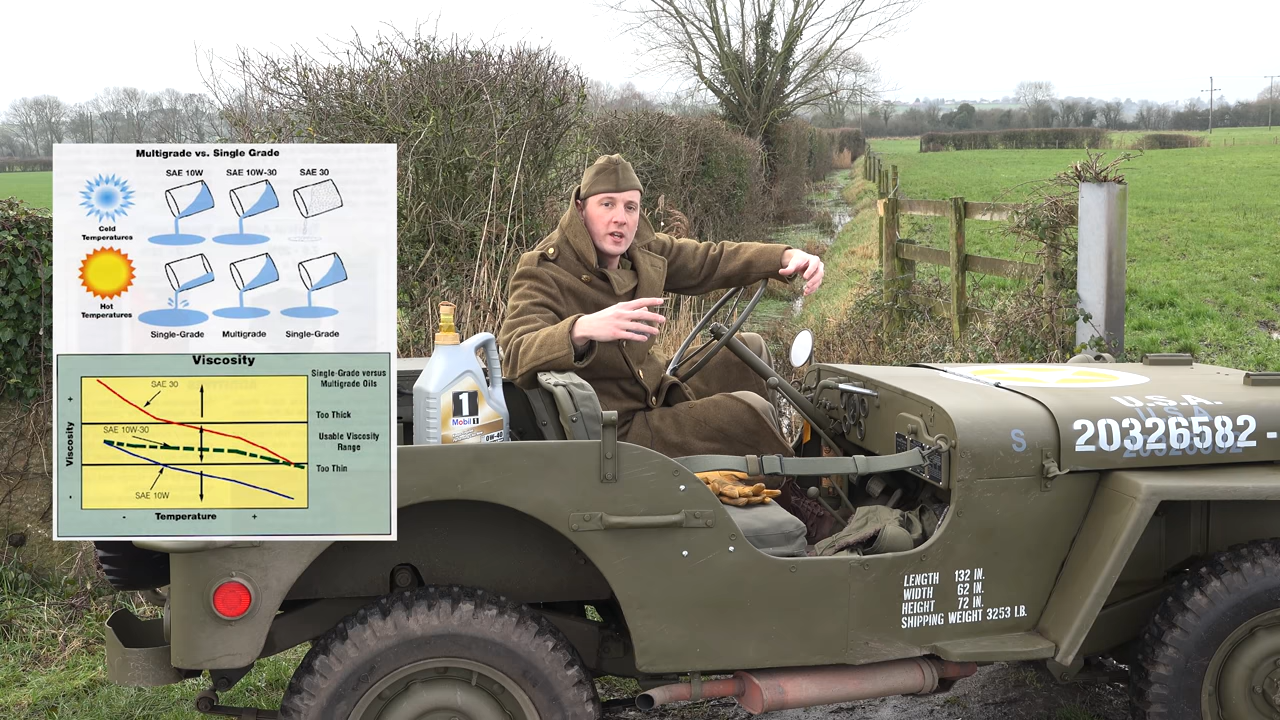 Multigrade vs. Single Grade
SAE 10W
SAE 10W-30
SAE 30
Cold
Temperatures
Hot
Temperatures
Single-Grade
Multigrade
Single-Grade
Viscosity
Single-Grade versus
Multigrade Oils
SAE 30
+
Too Thick
SAE 10W-30
Viscosity
Usable Viscosity
Range
Too Thin
-
SAE 10W
-
Temperature
+
1
Mobil 1
0W-40
U.S.A.
S
20326582-
LENGTH 132 IN.
WIDTH 62 IN.
HEIGHT 72 IN.
SHIPPING WEIGHT 3253 LB.